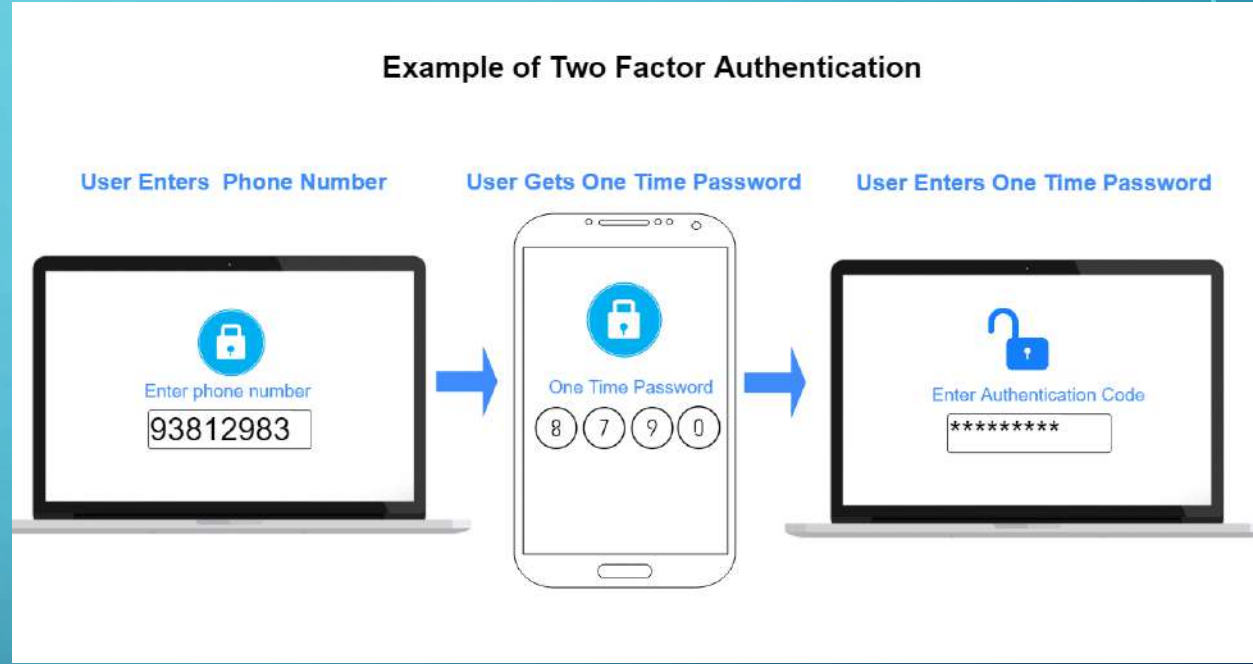 Example of Two Factor Authentication
User Enters Phone Number
Enter phone number
93812983
User Gets One Time Password
One Time Password
8 7 9 0
User Enters One Time Password
Enter Authentication Code
*********